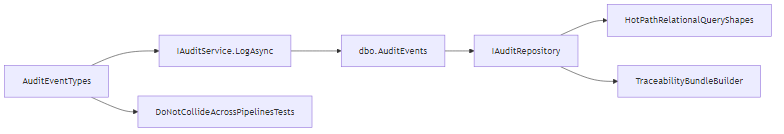 AuditEventTypes
IAuditService.LogAsync
DoNotCollideAcrossPipelinesTests
dbo.AuditEvents
IAuditRepository
HotPathRelationalQueryShapes
TraceabilityBundleBuilder